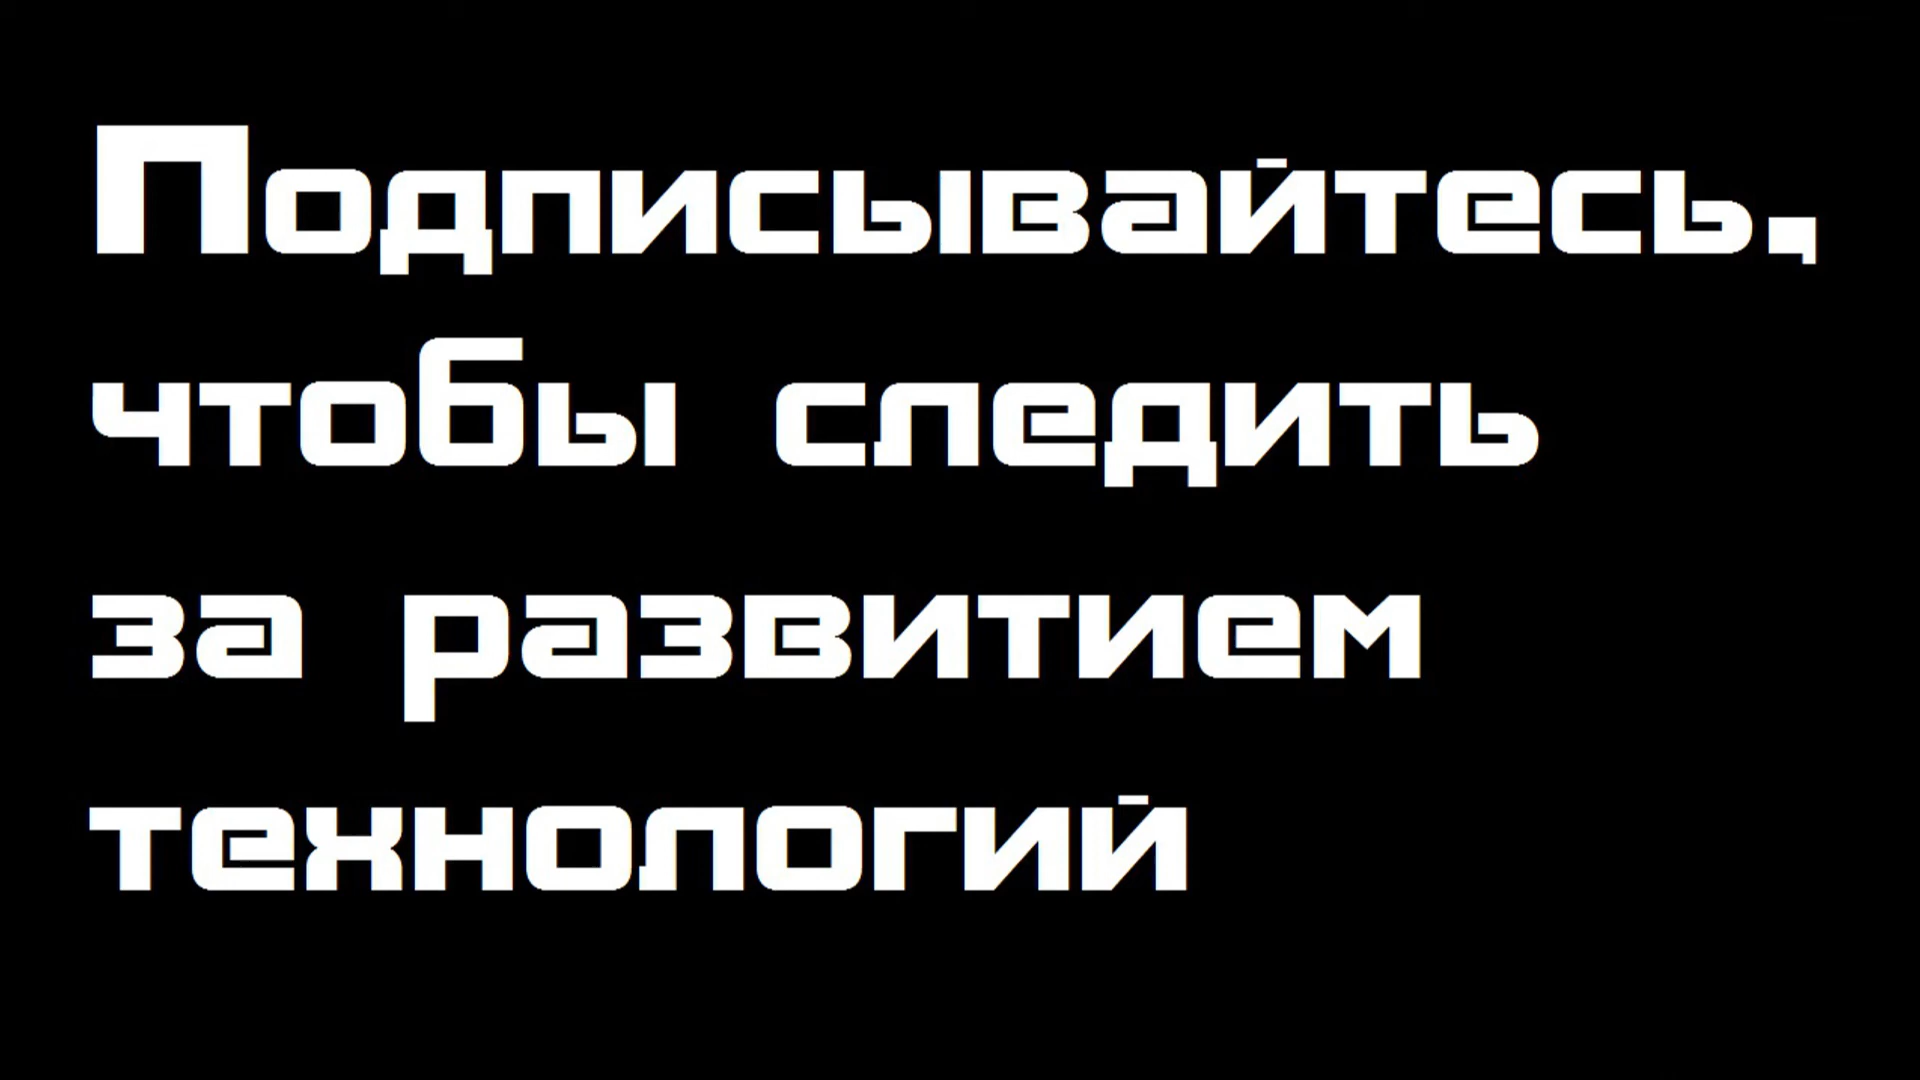 Подписывайтесь,
чтобы следить
за развитием
технологий